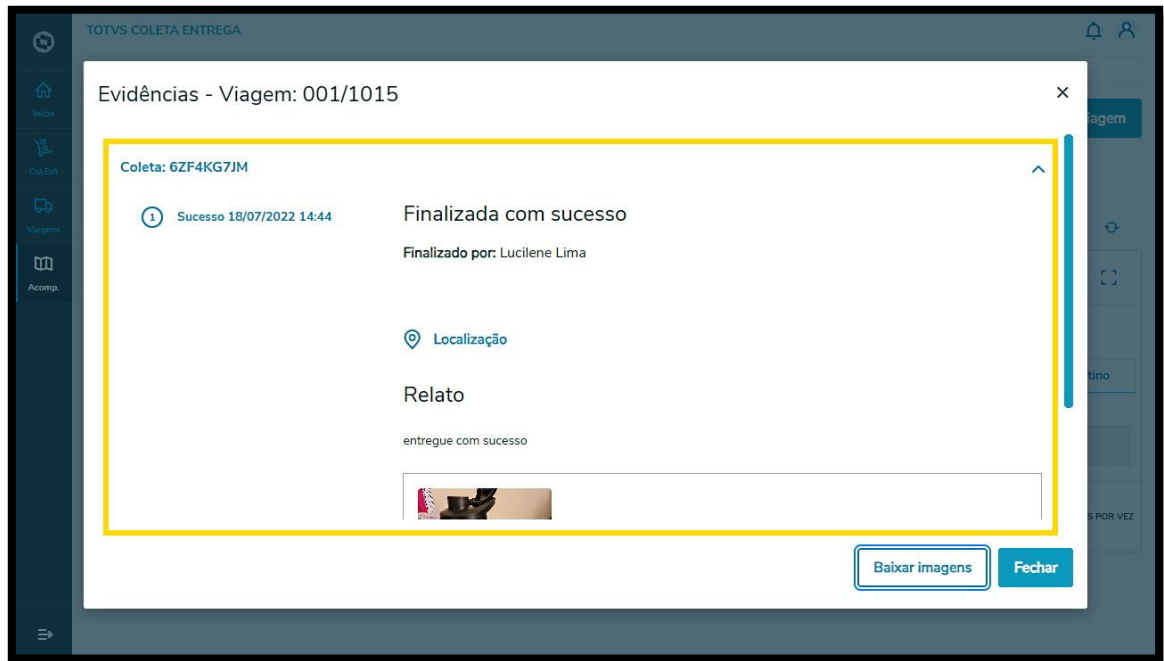 TOTVS COLETA ENTREGA
Início
Col.Ent
Viagens
Acomp.
Evidências - Viagem: 001/1015
iagem
Coleta: 6ZF4KG7JM
1 Sucesso 18/07/2022 14:44
Finalizada com sucesso
Finalizado por: Lucilene Lima
Localização
Relato
entregue com sucesso
tino
S POR VEZ
Baixar imagens
Fechar